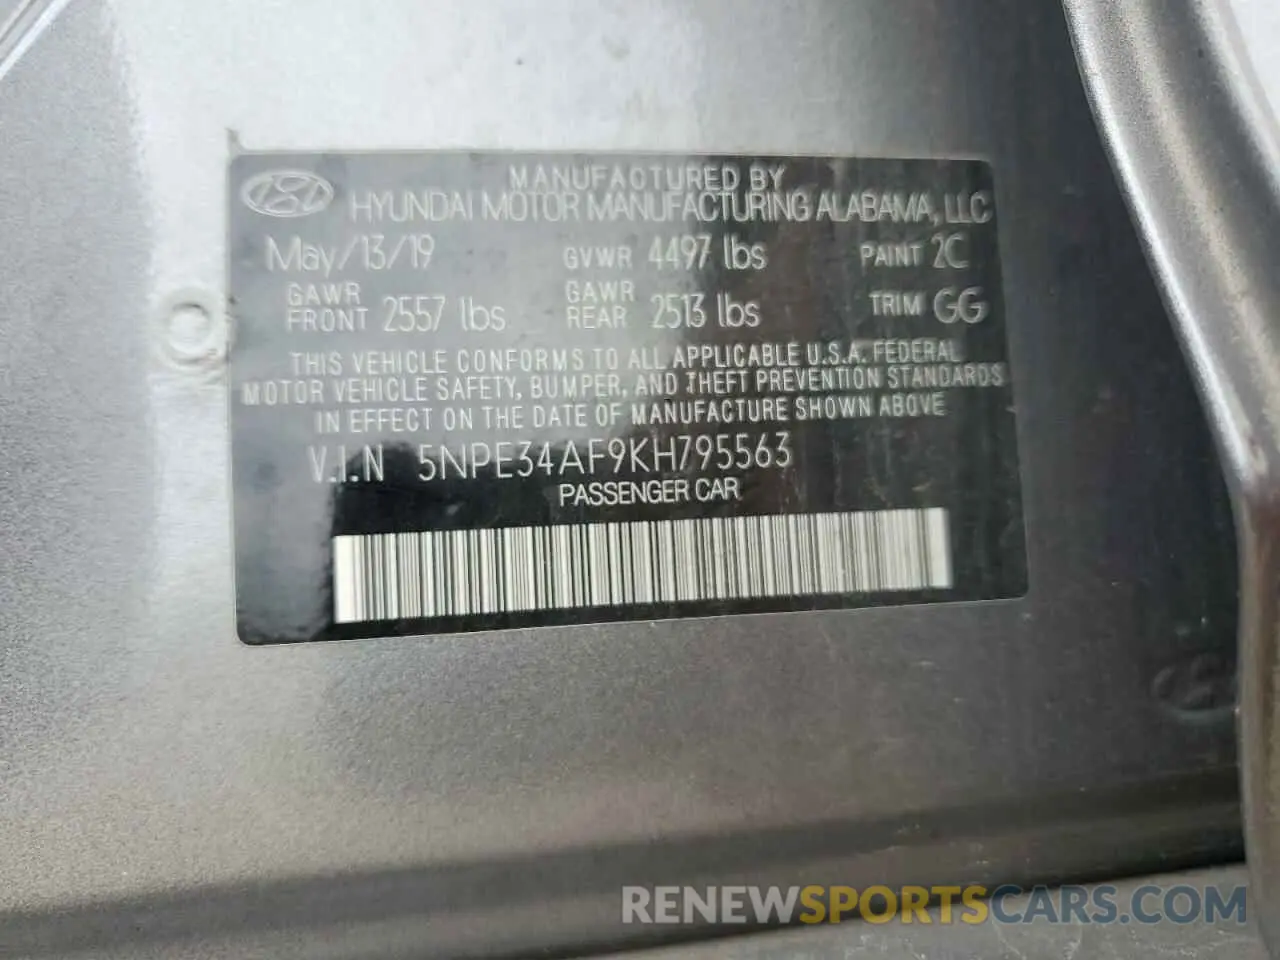 MANUFACTURED BY
HYUNDAI MOTOR MANUFACTURING ALABAMA, LLC
May/13/19 GVWR 4497 lbs PAINT 2C
GAWR FRONT 2557 lbs GAWR REAR 2513 lbs TRIM GG
THIS VEHICLE CONFORMS TO ALL APPLICABLE U.S.A. FEDERAL
MOTOR VEHICLE SAFETY, BUMPER, AND THEFT PREVENTION STANDARDS
IN EFFECT ON THE DATE OF MANUFACTURE SHOWN ABOVE
V.I.N 5NPE34AF9KH795563
PASSENGER CAR
RENEWSPORTSCARS.COM